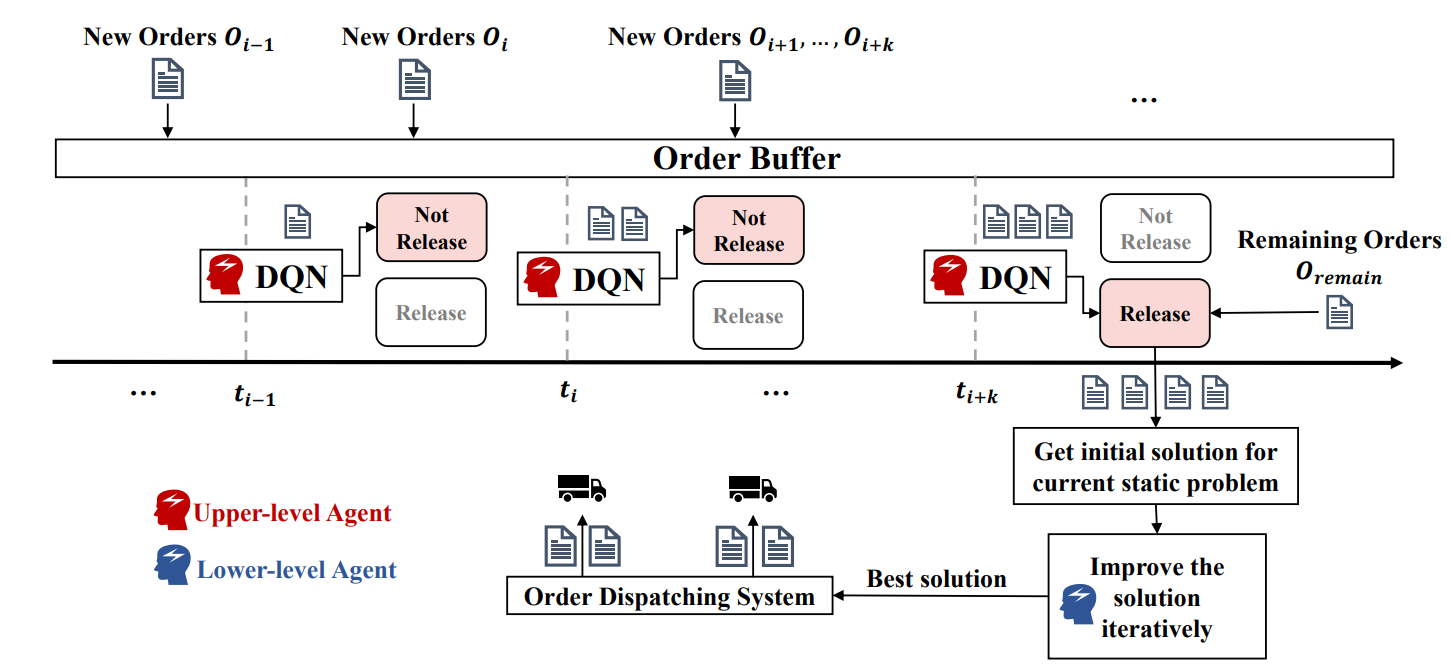 New Orders O_{i-1}
New Orders O_i
New Orders O_{i+1}, ..., O_{i+k}
...
Order Buffer
Not
Release
DQN
Release
Not
Release
DQN
Release
Not
Release
DQN
Release
Remaining Orders
O_{remain}
...
t_{i-1}
t_i
...
t_{i+k}
Get initial solution for
current static problem
Upper-level Agent
Lower-level Agent
Order Dispatching System
Best solution
Improve the
solution
iteratively